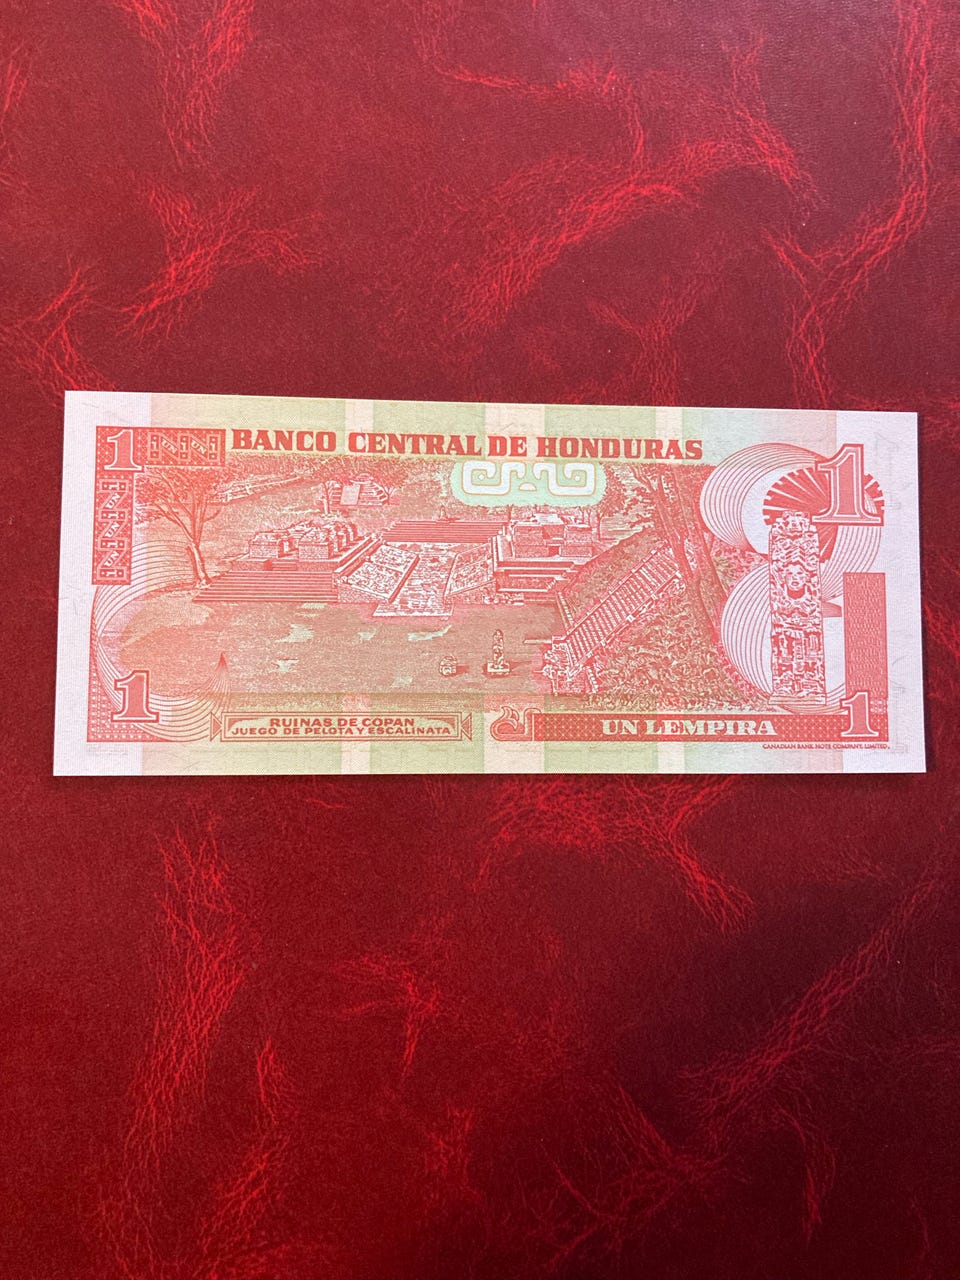 1
BANCO CENTRAL DE HONDURAS
1
1
RUINAS DE COPAN
JUEGO DE PELOTA Y ESCALINATA
UN LEMPIRA
1
CANADIAN BANK NOTE COMPANY, LIMITED.